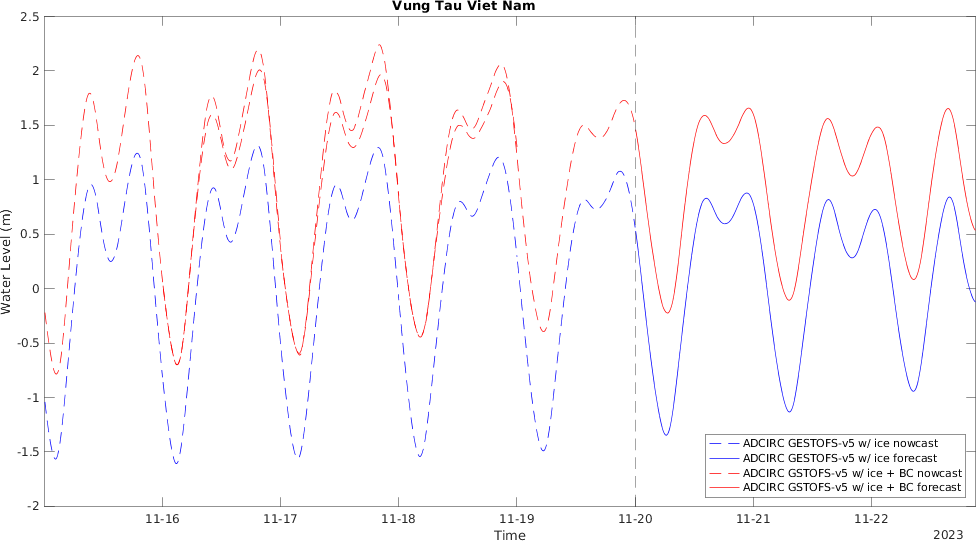 Vung Tau Viet Nam
2.5
2
1.5
1
0.5
0
-0.5
-1
-1.5
-2
Water Level (m)
11-16 11-17 11-18 11-19 11-20 11-21 11-22
Time
2023
ADCIRC GESTOFS-v5 w/ ice nowcast
ADCIRC GESTOFS-v5 w/ ice forecast
ADCIRC GSTOFS-v5 w/ ice + BC nowcast
ADCIRC GSTOFS-v5 w/ ice + BC forecast